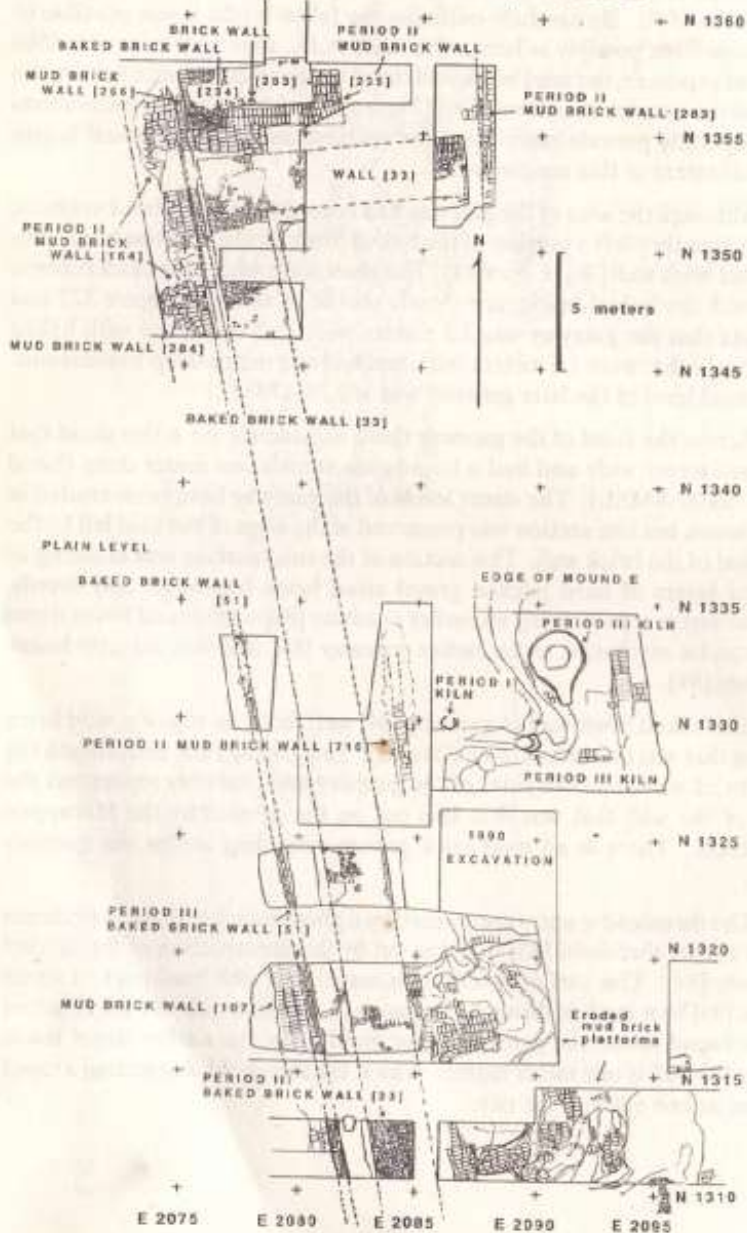 N 1360
BRICK WALL
PERIOD II
BAKED BRICK WALL
MUD BRICK WALL
MUD BRICK
WALL [266]
[234]
[235]
PERIOD II
MUD BRICK WALL [283]
N 1355
WALL [33]
PERIOD II
MUD BRICK
WALL [164]
N
N 1350
5 meters
MUD BRICK WALL [284]
N 1345
BAKED BRICK WALL [33]
N 1340
PLAIN LEVEL
BAKED BRICK WALL
[51]
EDGE OF MOUND E
N 1335
PERIOD III KILN
PERIOD II
KILN
N 1330
PERIOD II MUD BRICK WALL [716]
PERIOD III KILN
N 1325
1990
EXCAVATION
PERIOD III
BAKED BRICK WALL [51]
N 1320
MUD BRICK WALL [107]
Eroded
mud brick
platforms
N 1315
PERIOD III
BAKED BRICK WALL [33]
N 1310
E 2075
E 2080
E 2085
E 2090
E 2095